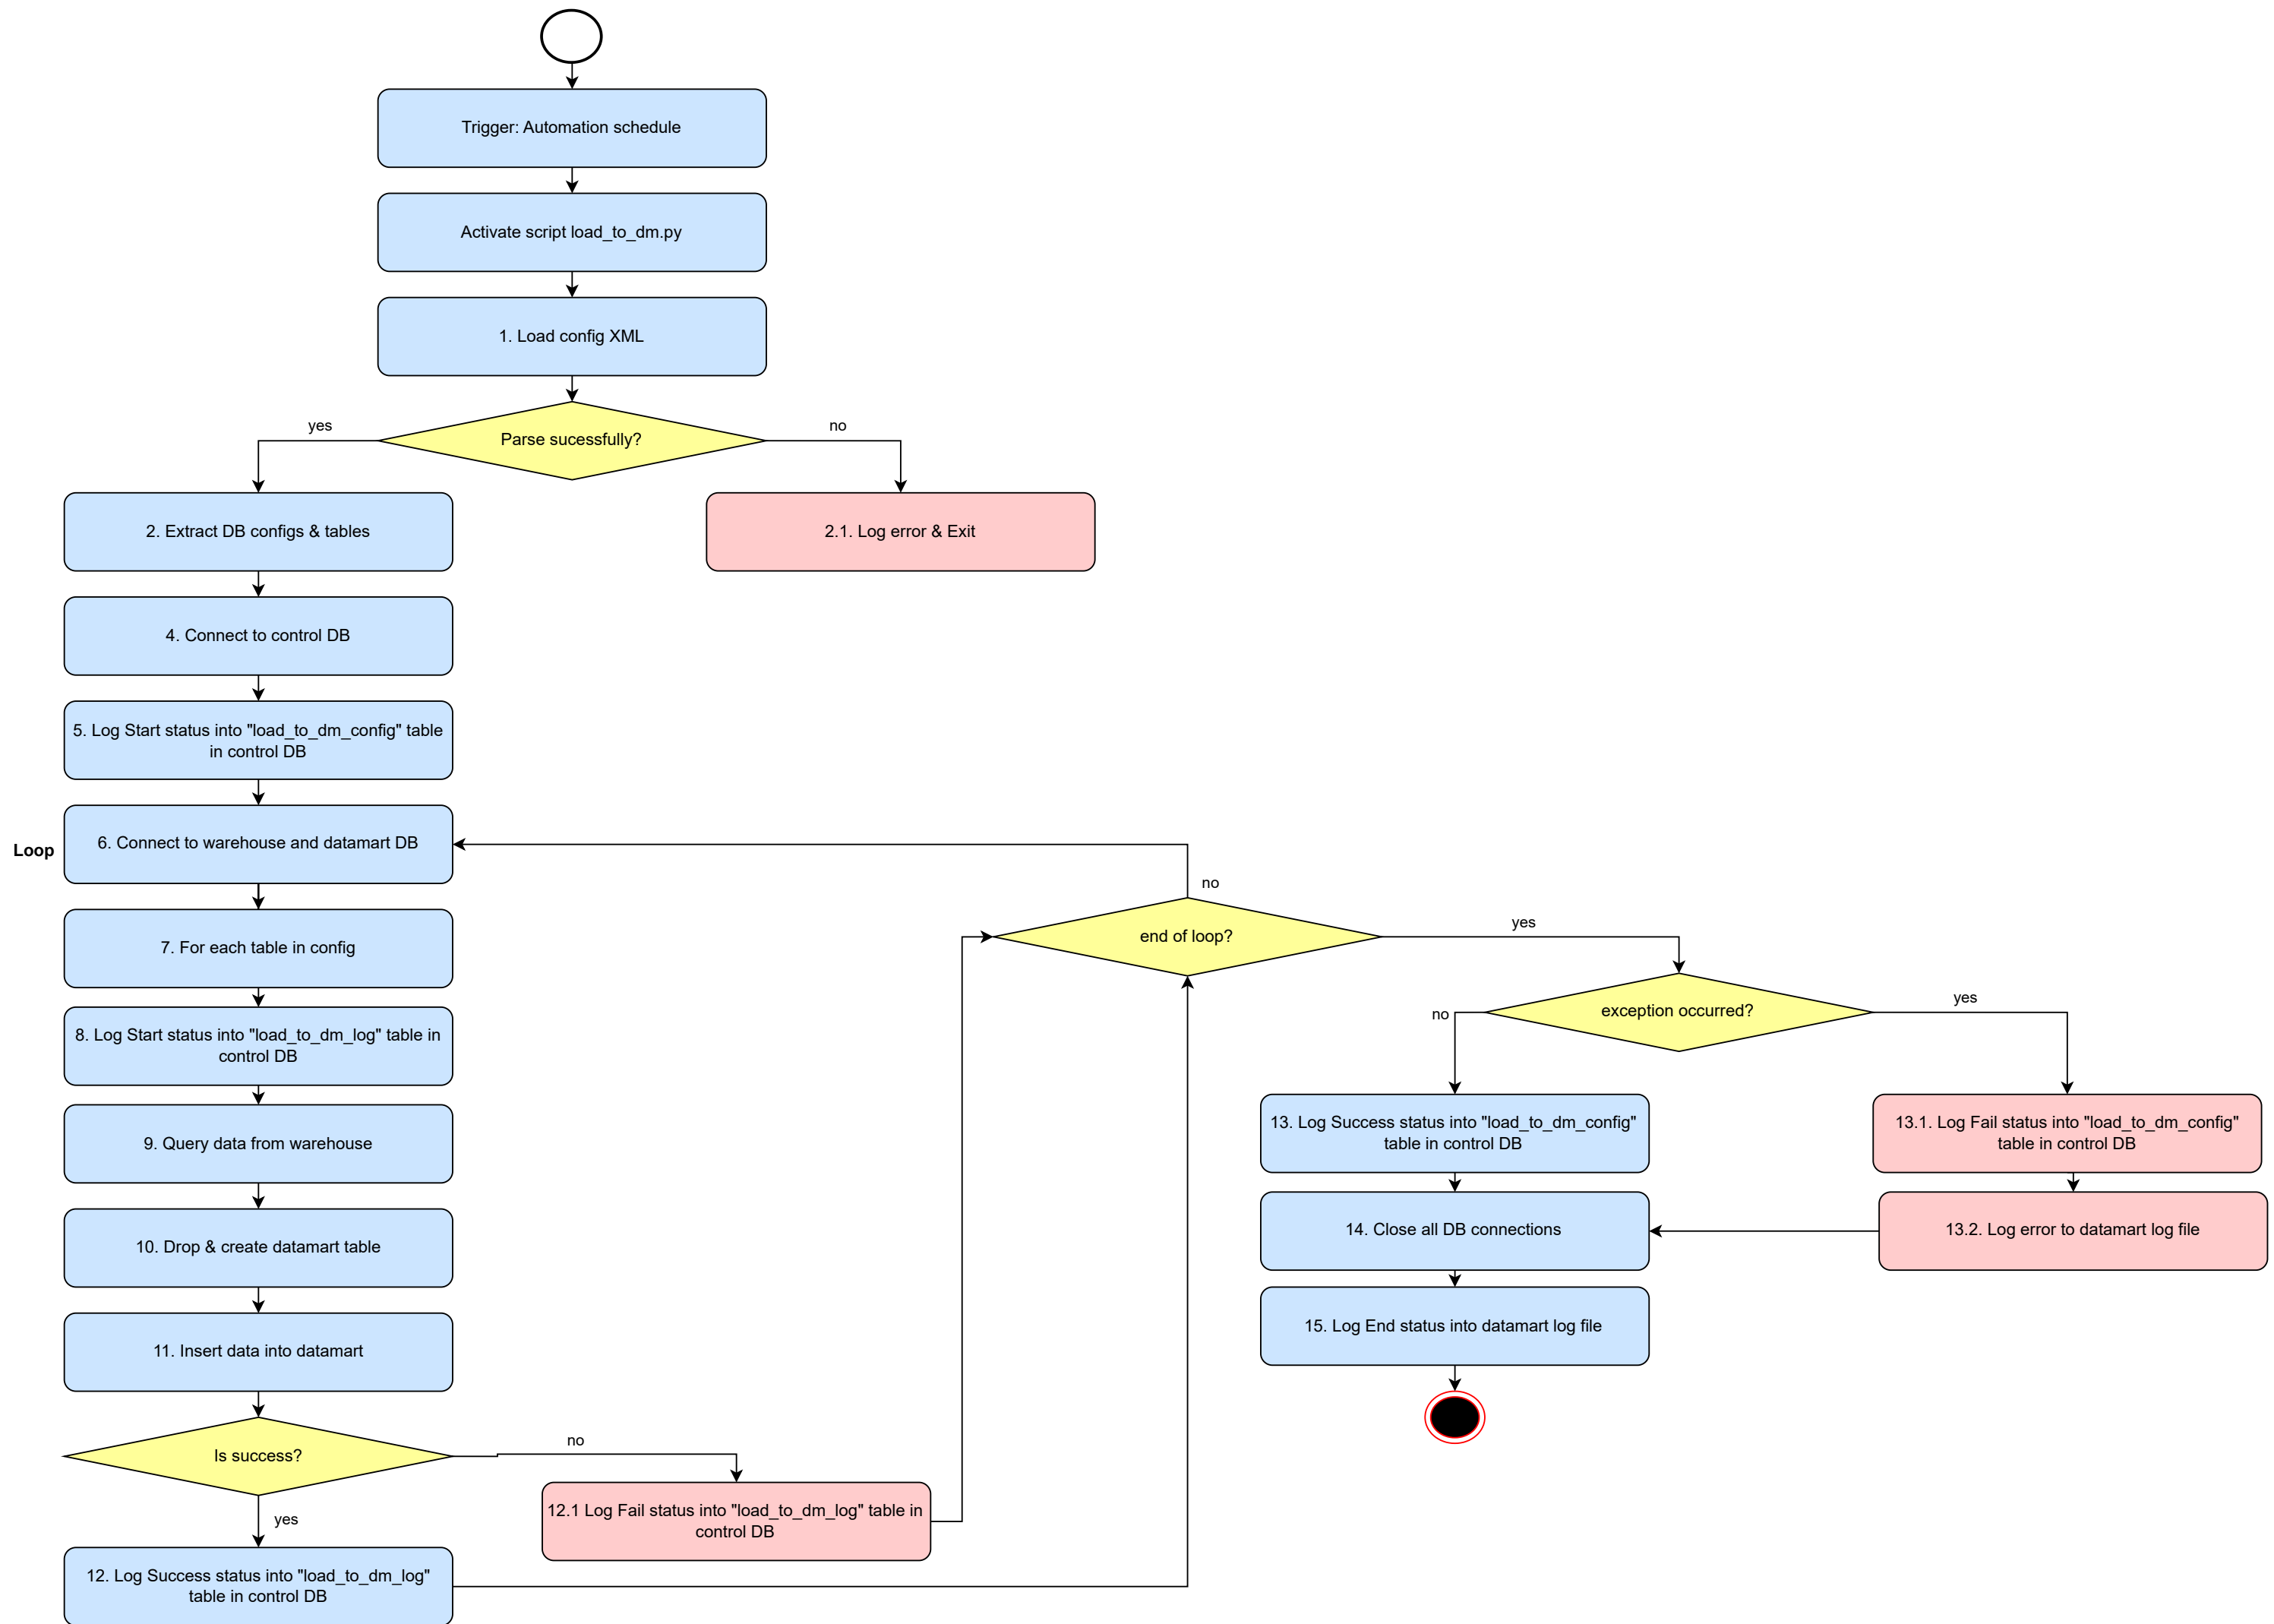 Trigger: Automation schedule
Activate script load_to_dm.py
1. Load config XML
Parse sucessfully?
yes
no
2. Extract DB configs & tables
2.1. Log error & Exit
4. Connect to control DB
5. Log Start status into "load_to_dm_config" table
in control DB
Loop
6. Connect to warehouse and datamart DB
7. For each table in config
8. Log Start status into "load_to_dm_log" table in
control DB
9. Query data from warehouse
10. Drop & create datamart table
11. Insert data into datamart
Is success?
no
yes
12.1 Log Fail status into "load_to_dm_log" table in
control DB
12. Log Success status into "load_to_dm_log"
table in control DB
end of loop?
no
yes
exception occurred?
no
yes
13. Log Success status into "load_to_dm_config"
table in control DB
13.1. Log Fail status into "load_to_dm_config"
table in control DB
13.2. Log error to datamart log file
14. Close all DB connections
15. Log End status into datamart log file